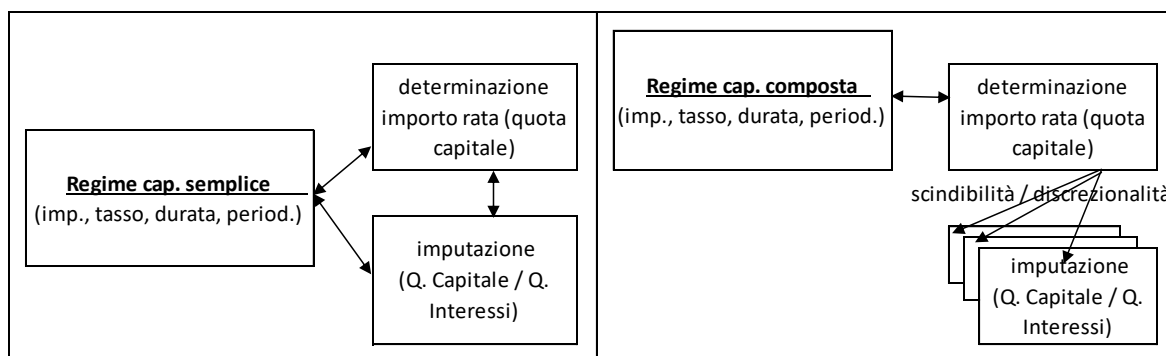 determinazione
importo rata (quota
capitale)
Regime cap. semplice
(imp., tasso, durata, period.)
imputazione
(Q. Capitale / Q.
Interessi)
Regime cap. composta
(imp., tasso, durata, period.)
determinazione
importo rata (quota
capitale)
scindibilità / discrezionalità
imputazione
(Q. Capitale / Q.
Interessi)